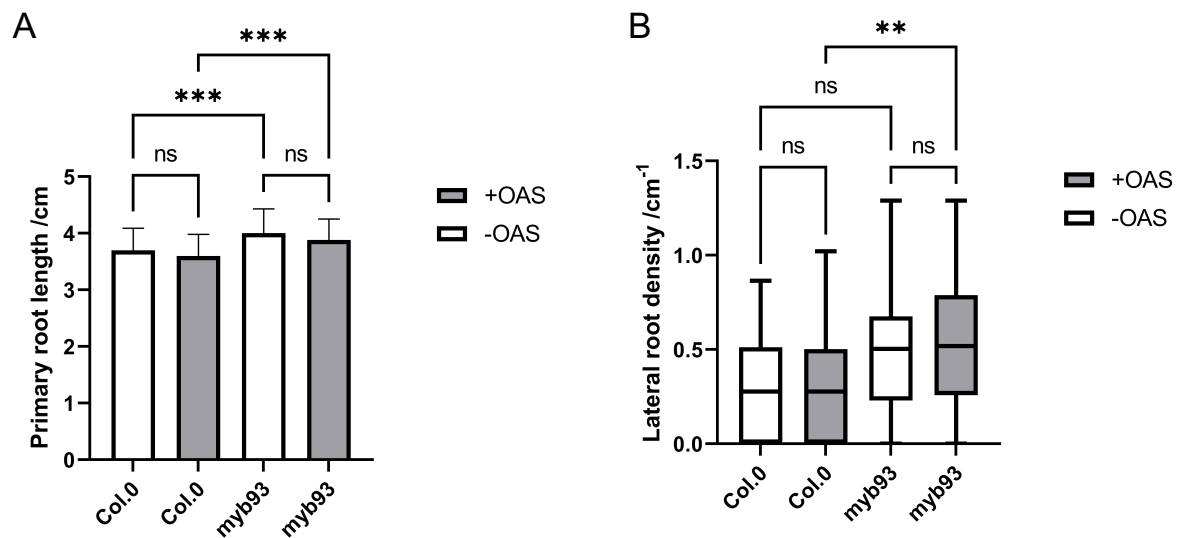 A
***
***
ns
ns
Primary root length /cm
5
4
3
2
1
0
Col.0
Col.0
myb93
myb93
+OAS
-OAS
B
**
ns
ns
ns
Lateral root density /cm-1
1.5
1.0
0.5
0.0
Col.0
Col.0
myb93
myb93
+OAS
-OAS